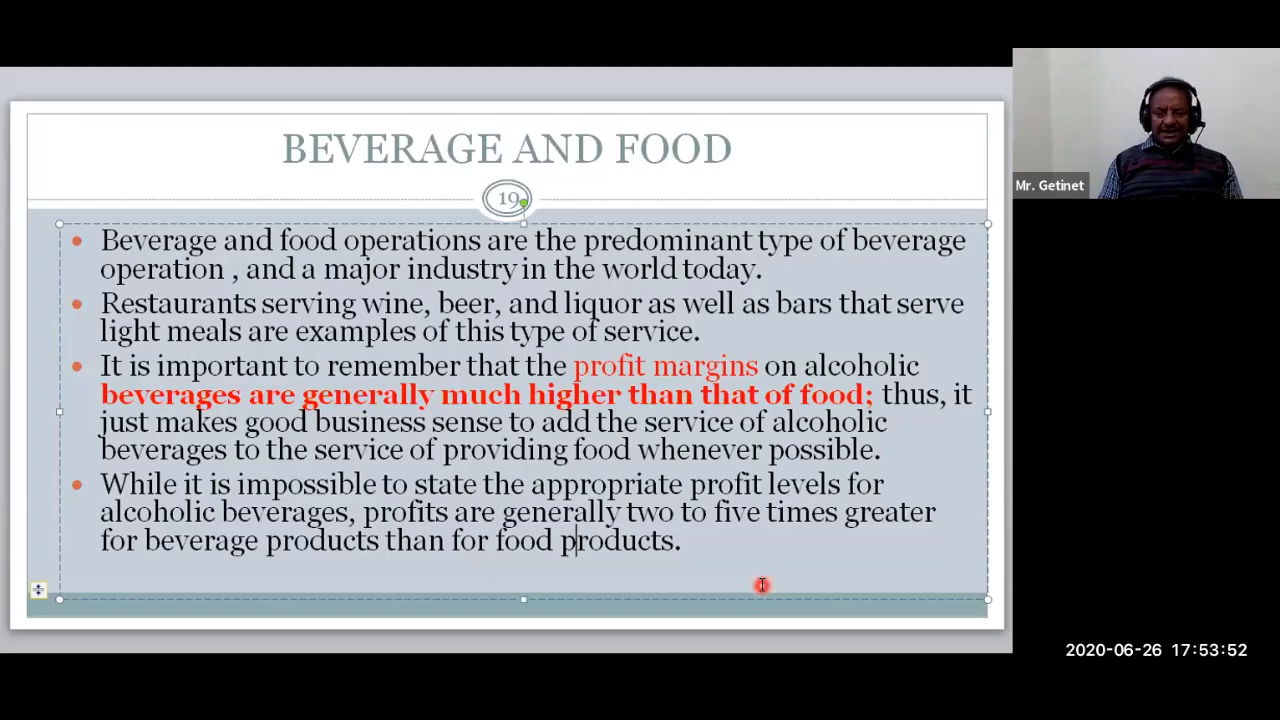 BEVERAGE AND FOOD
19
Beverage and food operations are the predominant type of beverage
operation , and a major industry in the world today.
Restaurants serving wine, beer, and liquor as well as bars that serve
light meals are examples of this type of service.
It is important to remember that the profit margins on alcoholic
beverages are generally much higher than that of food; thus, it
just makes good business sense to add the service of alcoholic
beverages to the service of providing food whenever possible.
While it is impossible to state the appropriate profit levels for
alcoholic beverages, profits are generally two to five times greater
for beverage products than for food products.
Mr. Getinet
2020-06-26 17:53:52